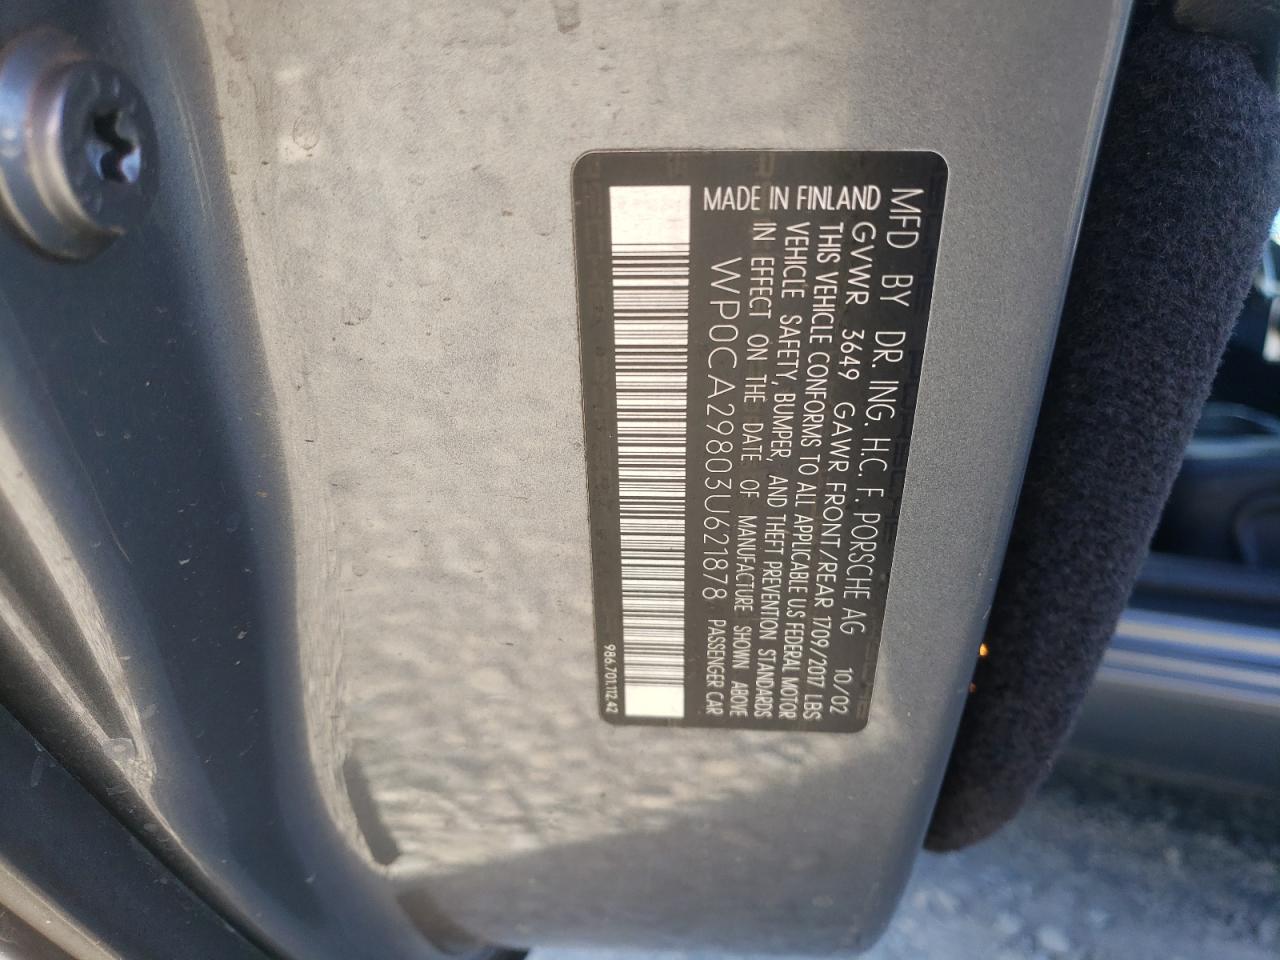 MFD BY DR. ING. H.C. F. PORSCHE AG 10/02
GVWR 3649 GAWR FRONT/REAR 1709/2017 LBS
MADE IN FINLAND
THIS VEHICLE CONFORMS TO ALL APPLICABLE U.S FEDERAL MOTOR
VEHICLE SAFETY, BUMPER, AND THEFT PREVENTION STANDARDS
IN EFFECT ON THE DATE OF MANUFACTURE SHOWN ABOVE
WP0CA29803U621878 PASSENGER CAR
986.701.112.42